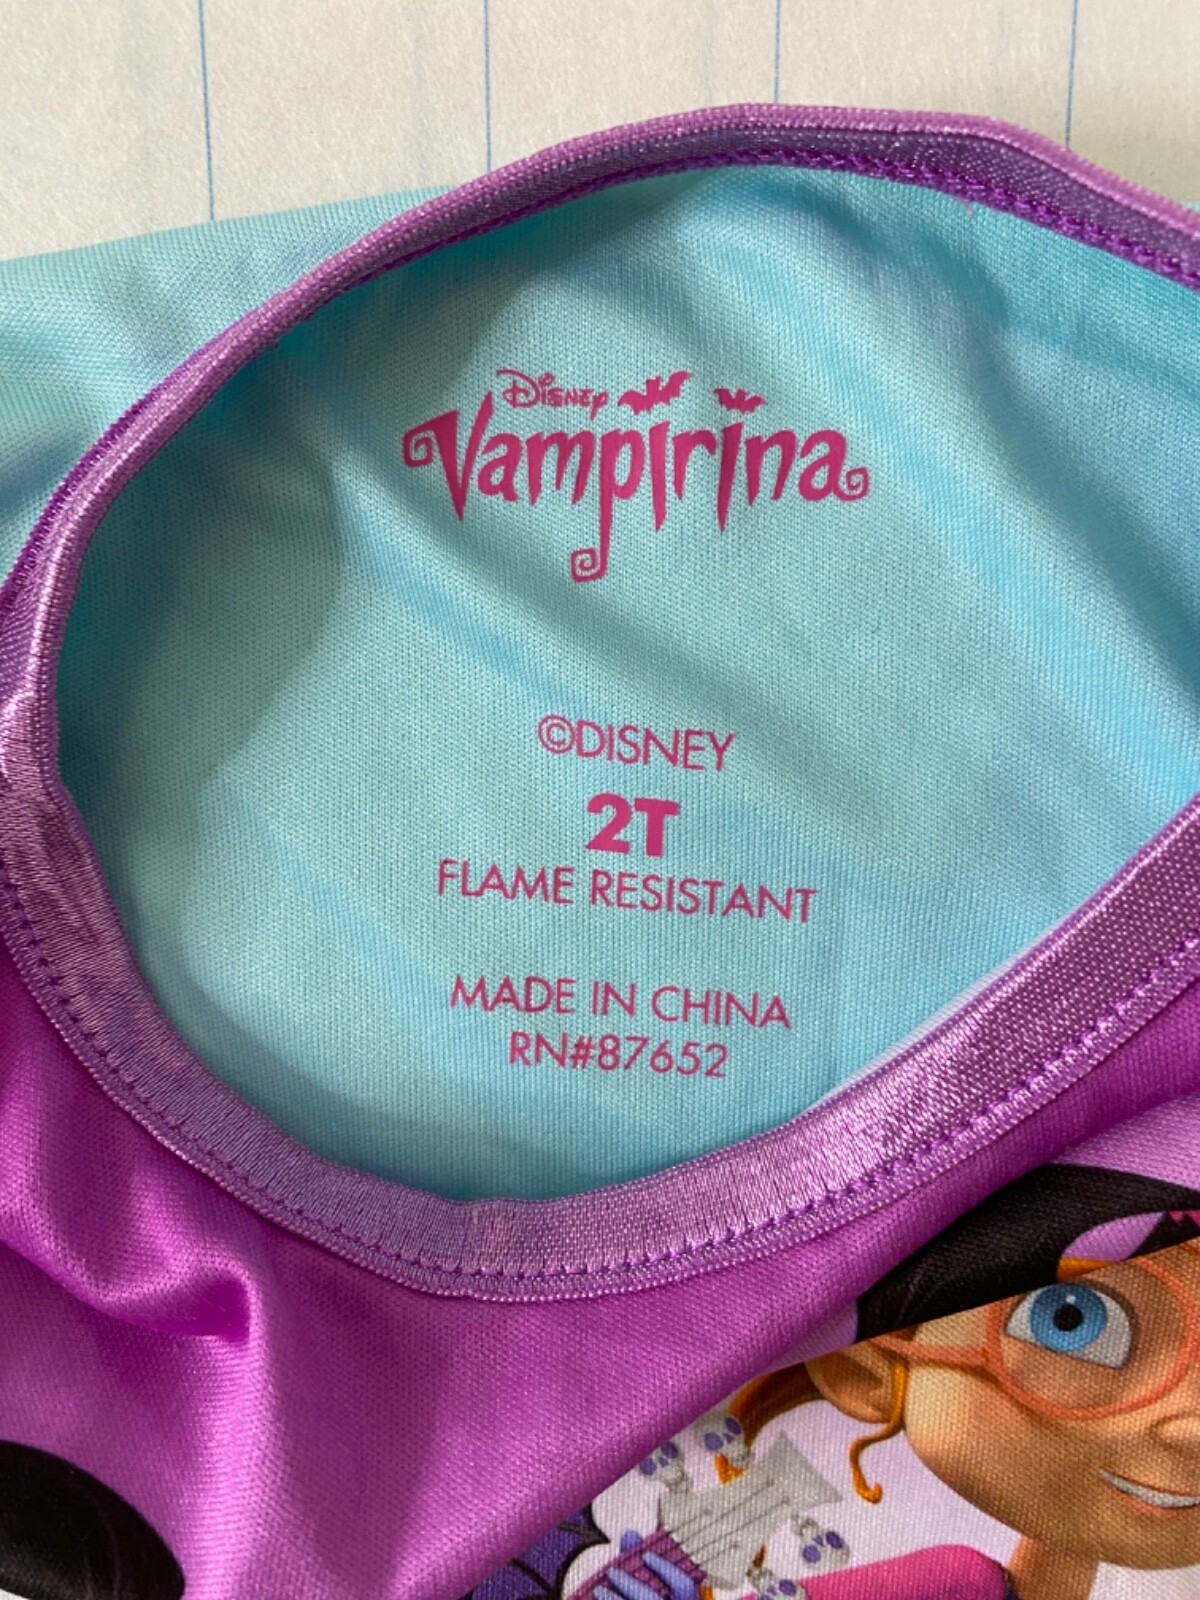 Disney
Vampirina
©DISNEY
2T
FLAME RESISTANT
MADE IN CHINA
RN#87652